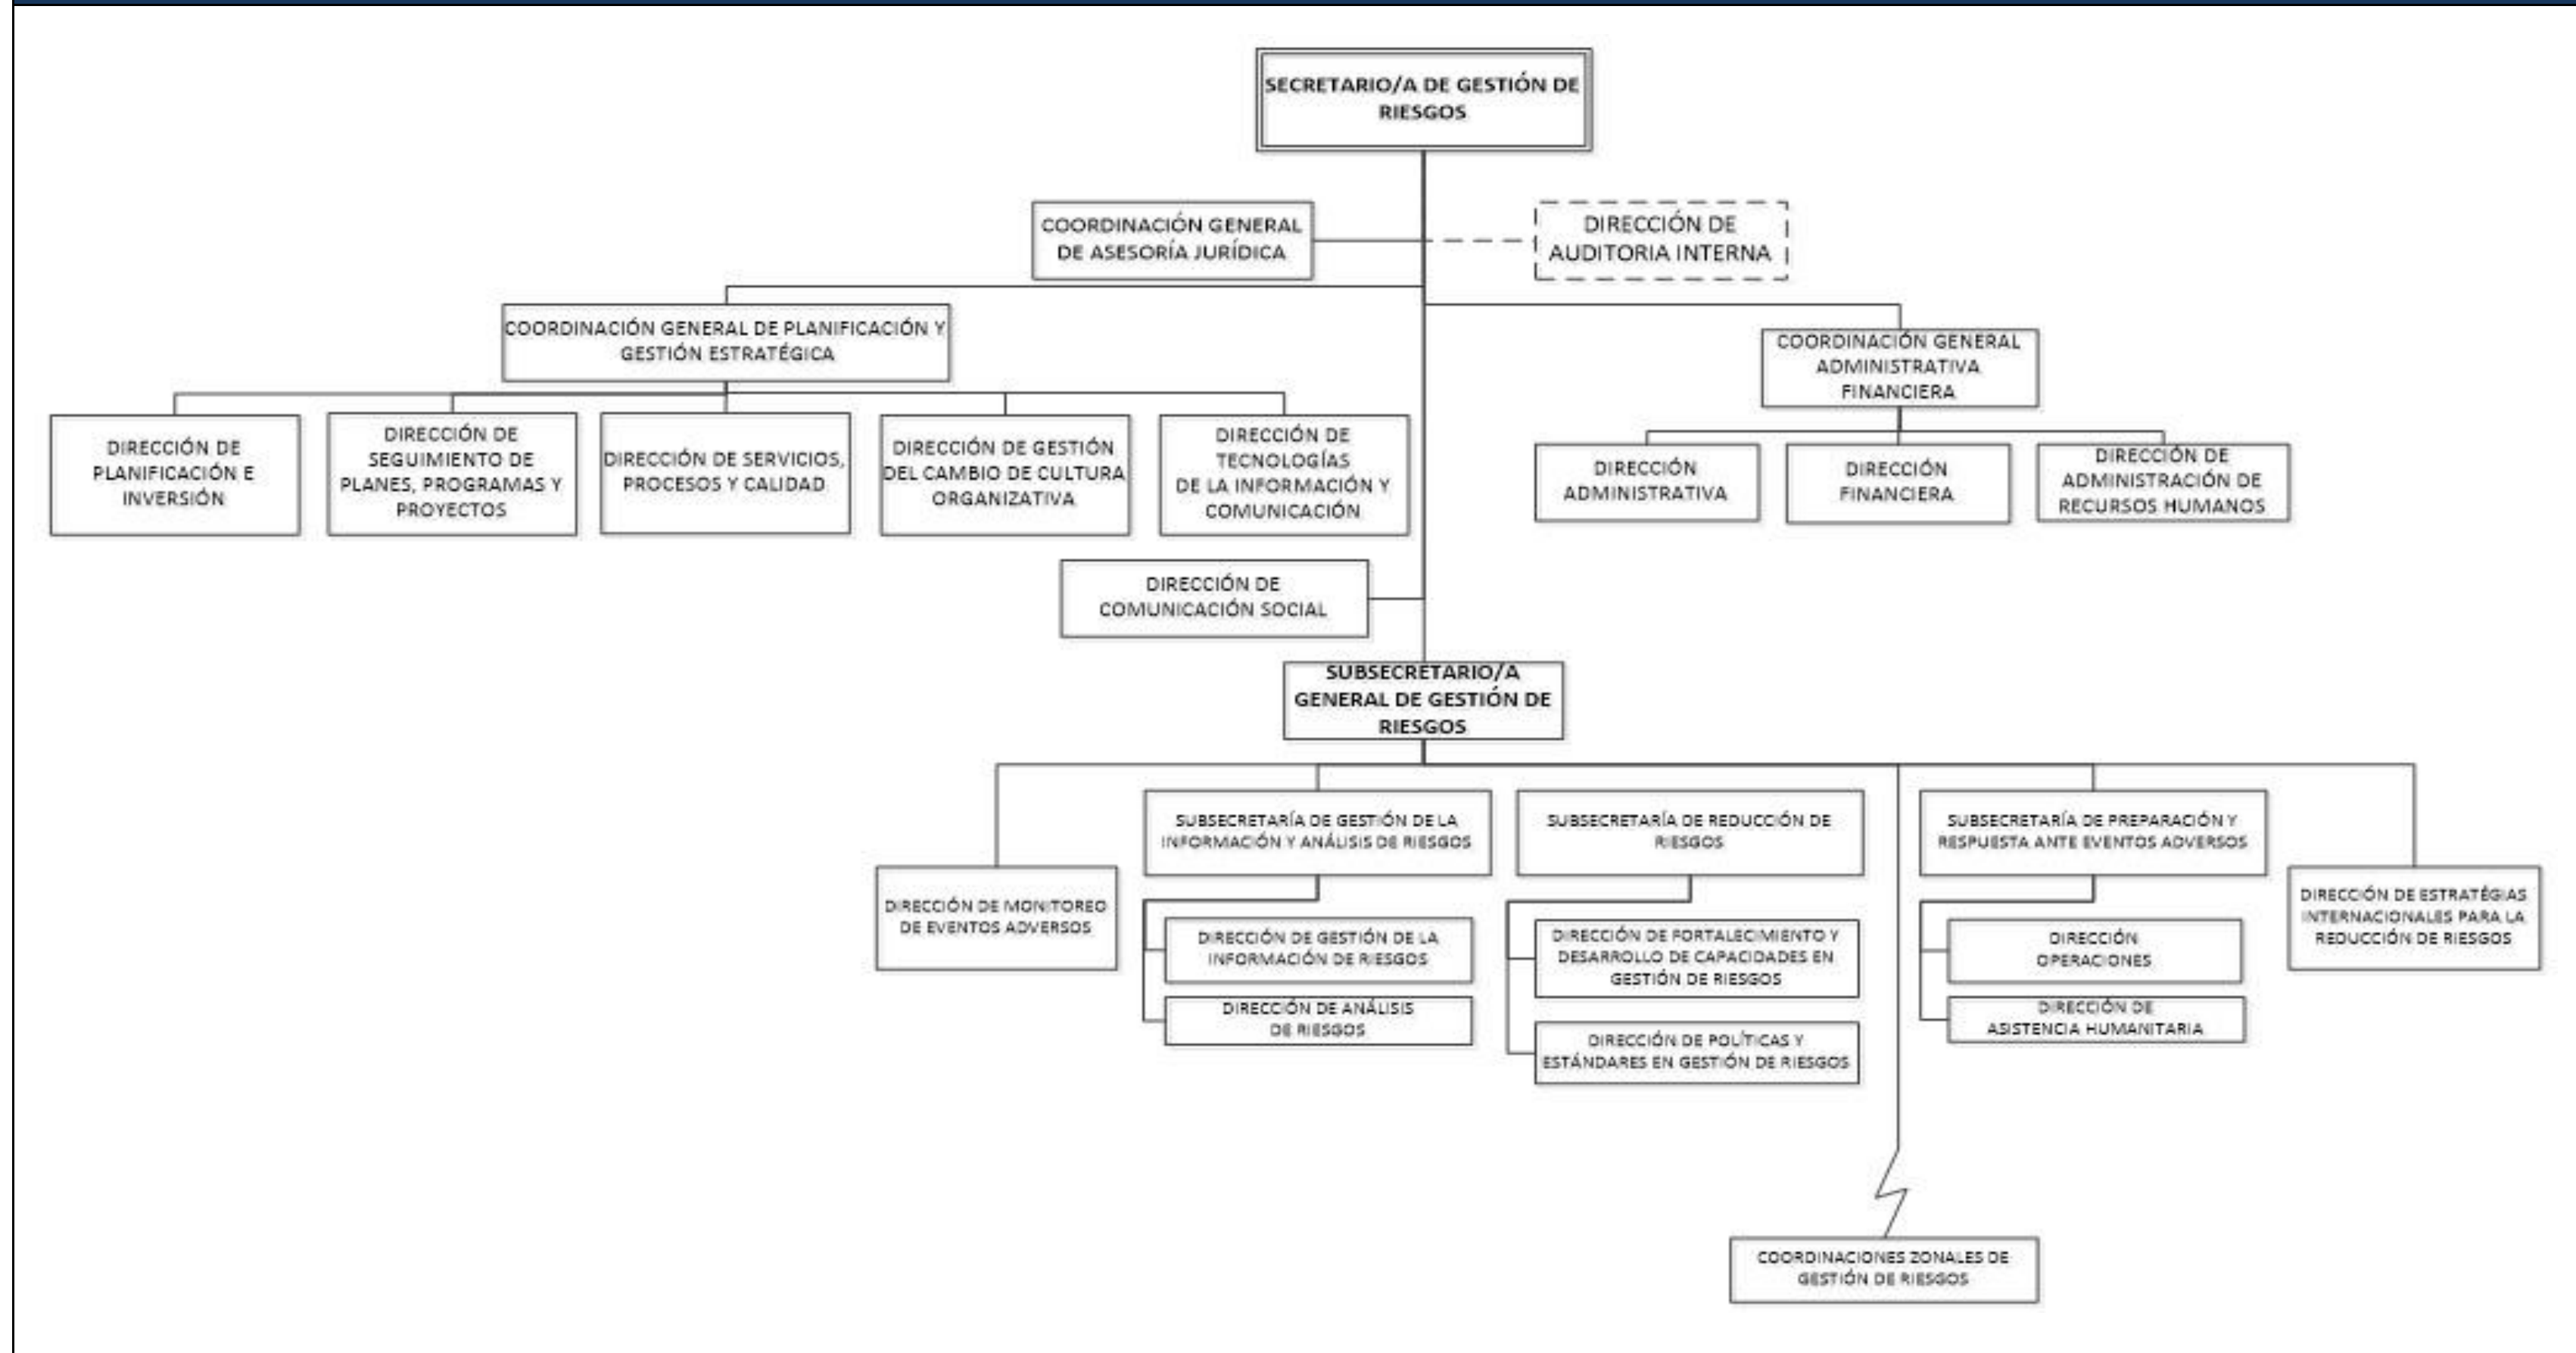 SECRETARIO/A DE GESTIÓN DE
RIESGOS
COORDINACIÓN GENERAL
DE ASESORÍA JURÍDICA
DIRECCIÓN DE
AUDITORIA INTERNA
COORDINACIÓN GENERAL DE PLANIFICACIÓN Y
GESTIÓN ESTRATÉGICA
COORDINACIÓN GENERAL
ADMINISTRATIVA
FINANCIERA
DIRECCIÓN DE
PLANIFICACIÓN E
INVERSIÓN
DIRECCIÓN DE
SEGUIMIENTO DE
PLANES, PROGRAMAS Y
PROYECTOS
DIRECCIÓN DE SERVICIOS,
PROCESOS Y CALIDAD
DIRECCIÓN DE GESTIÓN
DEL CAMBIO DE CULTURA
ORGANIZATIVA
DIRECCIÓN DE
TECNOLOGÍAS
DE LA INFORMACIÓN Y
COMUNICACIÓN
DIRECCIÓN
ADMINISTRATIVA
DIRECCIÓN
FINANCIERA
DIRECCIÓN DE
ADMINISTRACIÓN DE
RECURSOS HUMANOS
DIRECCIÓN DE
COMUNICACIÓN SOCIAL
SUBSECRETARIO/A
GENERAL DE GESTIÓN DE
RIESGOS
DIRECCIÓN DE MONITOREO
DE EVENTOS ADVERSOS
SUBSECRETARÍA DE GESTIÓN DE LA
INFORMACIÓN Y ANÁLISIS DE RIESGOS
DIRECCIÓN DE GESTIÓN DE LA
INFORMACIÓN DE RIESGOS
DIRECCIÓN DE ANÁLISIS
DE RIESGOS
SUBSECRETARÍA DE REDUCCIÓN DE
RIESGOS
DIRECCIÓN DE FORTALECIMIENTO Y
DESARROLLO DE CAPACIDADES EN
GESTIÓN DE RIESGOS
DIRECCIÓN DE POLÍTICAS Y
ESTÁNDARES EN GESTIÓN DE RIESGOS
SUBSECRETARÍA DE PREPARACIÓN Y
RESPUESTA ANTE EVENTOS ADVERSOS
DIRECCIÓN
OPERACIONES
DIRECCIÓN DE
ASISTENCIA HUMANITARIA
DIRECCIÓN DE ESTRATÉGIAS
INTERNACIONALES PARA LA
REDUCCIÓN DE RIESGOS
COORDINACIONES ZONALES DE
GESTIÓN DE RIESGOS